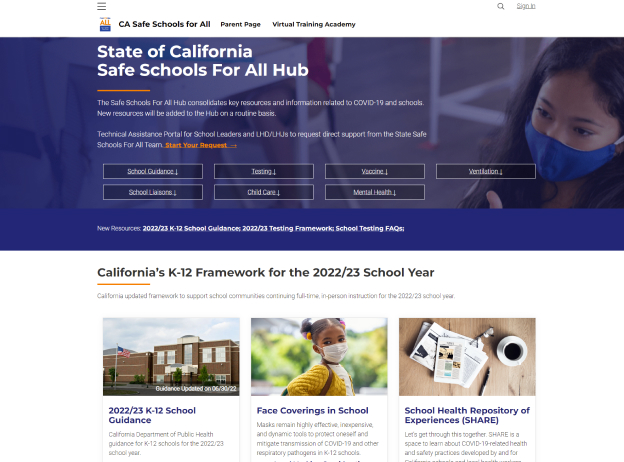 Sign In
CA Safe Schools for All
Parent Page
Virtual Training Academy
State of California
Safe Schools For All Hub
The Safe Schools For All Hub consolidates key resources and information related to COVID-19 and schools.
New resources will be added to the Hub on a routine basis.
Technical Assistance Portal for School Leaders and LHD/LHJs to request direct support from the State Safe
Schools For All Team. Start Your Request →
School Guidance ↓
Testing ↓
Vaccine ↓
Ventilation ↓
School Liaisons ↓
Child Care ↓
Mental Health ↓
New Resources: 2022/23 K-12 School Guidance; 2022/23 Testing Framework; School Testing FAQs;
California’s K-12 Framework for the 2022/23 School Year
California updated framework to support school communities continuing full-time, in-person instruction for the 2022/23 school year.
Guidance Updated on 06/30/22
2022/23 K-12 School
Guidance
California Department of Public Health
guidance for K-12 schools for the 2022/23
school year.
Face Coverings in School
Masks remain highly effective, inexpensive,
and dynamic tools to protect oneself and
mitigate transmission of COVID-19 and other
respiratory pathogens in K-12 schools.
School Health Repository of
Experiences (SHARE)
Let's get through this together. SHARE is a
space to learn about COVID-19-related health
and safety practices developed by and for